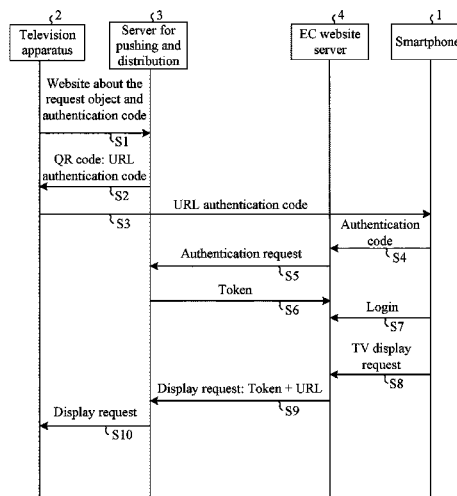 2
3
4
1
Television
apparatus
Server for
pushing and
distribution
EC website
server
Smartphone
Website about the
request object and
authentication code
S1
QR code: URL
authentication code
S2
URL authentication code
S3
Authentication
code
S4
Authentication request
S5
Token
S6
Login
S7
TV display
request
S8
Display request: Token + URL
S9
Display request
S10